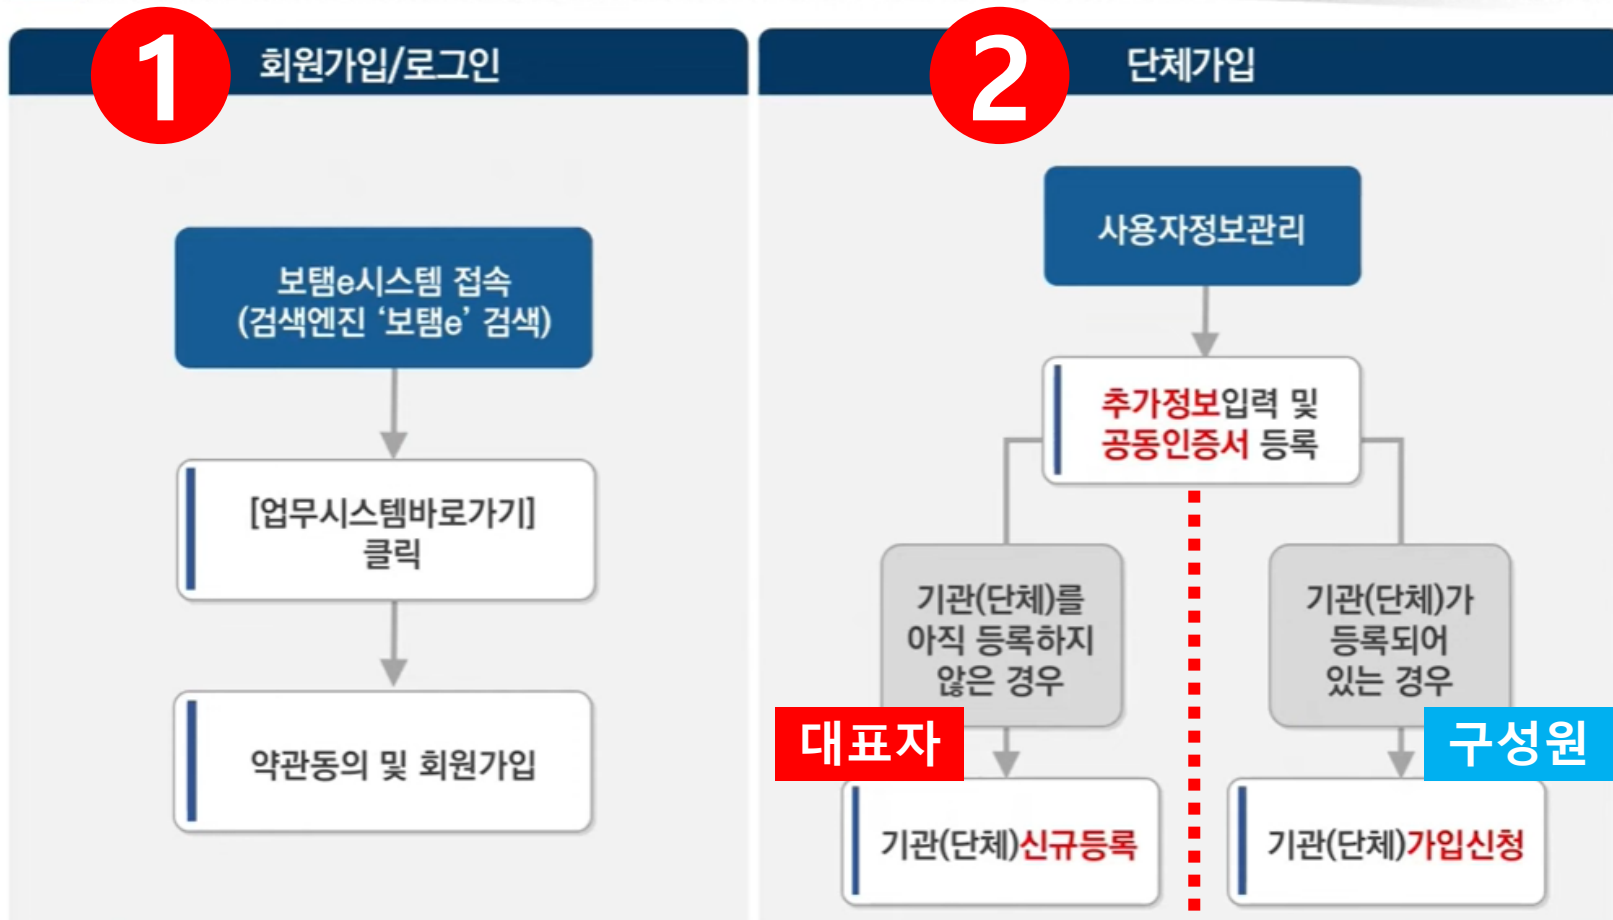 1
회원가입/로그인
보탬e시스템 접속
(검색엔진 ‘보탬e’ 검색)
[업무시스템바로가기]
클릭
약관동의 및 회원가입
2
단체가입
사용자정보관리
추가정보입력 및
공동인증서 등록
기관(단체)를
아직 등록하지
않은 경우
대표자
기관(단체)신규등록
기관(단체)가
등록되어
있는 경우
구성원
기관(단체)가입신청